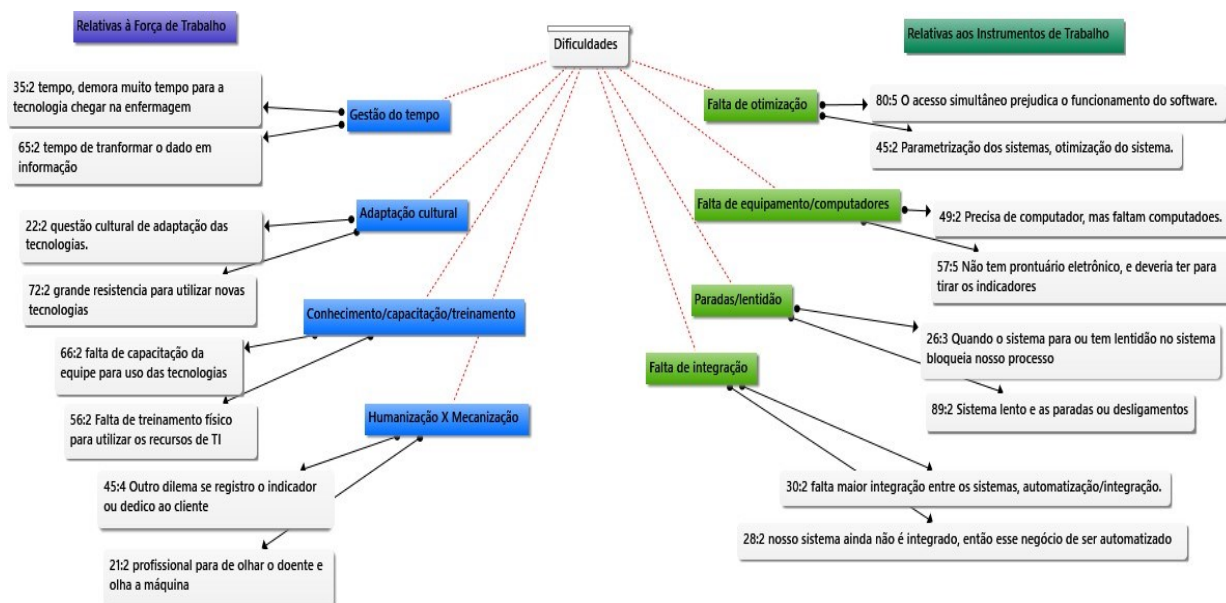 Relativas à Força de Trabalho
Dificuldades
Relativas aos Instrumentos de Trabalho
35:2 tempo, demora muito tempo para a
tecnologia chegar na enfermagem
Gestão do tempo
65:2 tempo de tranformar o dado em
informação
Adaptação cultural
22:2 questão cultural de adaptação das
tecnologias.
72:2 grande resistencia para utilizar novas
tecnologias
Conhecimento/capacitação/treinamento
66:2 falta de capacitação da
equipe para uso das tecnologias
56:2 Falta de treinamento físico
para utilizar os recursos de TI
Humanização X Mecanização
45:4 Outro dilema se registro o indicador
ou dedico ao cliente
21:2 profissional para de olhar o doente e
olha a máquina
Falta de otimização
80:5 O acesso simultâneo prejudica o funcionamento do software.
45:2 Parametrização dos sistemas, otimização do sistema.
Falta de equipamento/computadores
49:2 Precisa de computador, mas faltam computadoes.
57:5 Não tem prontuário eletrônico, e deveria ter para
tirar os indicadores
Paradas/lentidão
26:3 Quando o sistema para ou tem lentidão no sistema
bloqueia nosso processo
89:2 Sistema lento e as paradas ou desligamentos
Falta de integração
30:2 falta maior integração entre os sistemas, automatização/integração.
28:2 nosso sistema ainda não é integrado, então esse negócio de ser automatizado